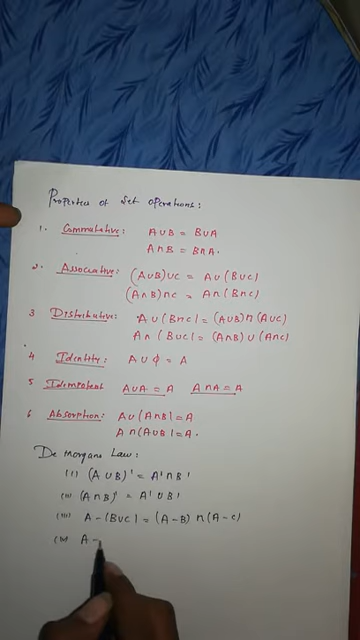 Properties of Set operations:
1. Commutative: A∪B = B∪A
A∩B = B∩A.
2. Associative: (A∪B)∪C = A∪(B∪C)
(A∩B)∩C = A∩(B∩C)
3 Distributive: A∪(B∩C) = (A∪B)∩(A∪C)
A∩(B∪C) = (A∩B)∪(A∩C)
4 Identity: A∪ϕ = A
5 Idempotent A∪A = A A∩A = A
6 Absorption: A∪(A∩B) = A
A∩(A∪B) = A.
De morgans Law:
(i) (A∪B)' = A'∩B'
(ii) (A∩B)' = A'∪B'
(iii) A-(B∪C) = (A-B)∩(A-C)
(iv) A-